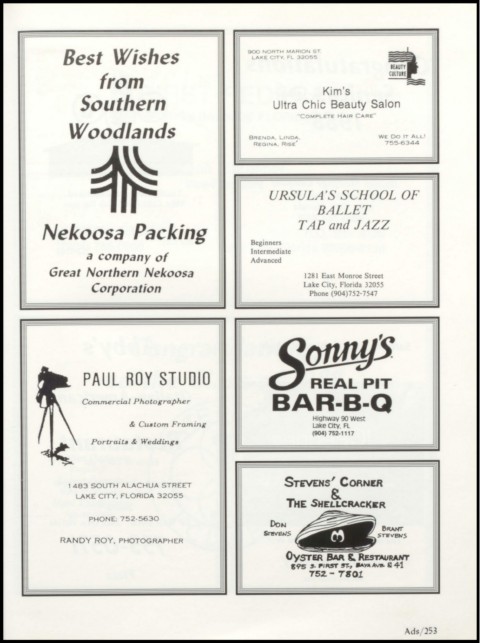 Best Wishes
from
Southern
Woodlands
Nekoosa Packing
a company of
Great Northern Nekoosa
Corporation
900 NORTH MARION ST.
LAKE CITY, FL 32055
BEAUTY
CULTURE
Kim's
Ultra Chic Beauty Salon
"COMPLETE HAIR CARE"
BRENDA, LINDA,
REGINA, RISE'
WE DO IT ALL!
755-6344
URSULA'S SCHOOL OF
BALLET
TAP and JAZZ
Beginners
Intermediate
Advanced
1281 East Monroe Street
Lake City, Florida 32055
Phone (904)752-7547
PAUL ROY STUDIO
Commercial Photographer
& Custom Framing
Portraits & Weddings
1483 SOUTH ALACHUA STREET
LAKE CITY, FLORIDA 32055
PHONE: 752-5630
RANDY ROY, PHOTOGRAPHER
Sonny's
REAL PIT
BAR-B-Q
Highway 90 West
Lake City, FL
(904) 752-1117
STEVENS' CORNER
&
THE SHELLCRACKER
DON
STEVENS
BRANT
STEVENS
OYSTER BAR & RESTAURANT
895 S. FIRST ST, BAYA AVE & 41
752-7801
Ads/253